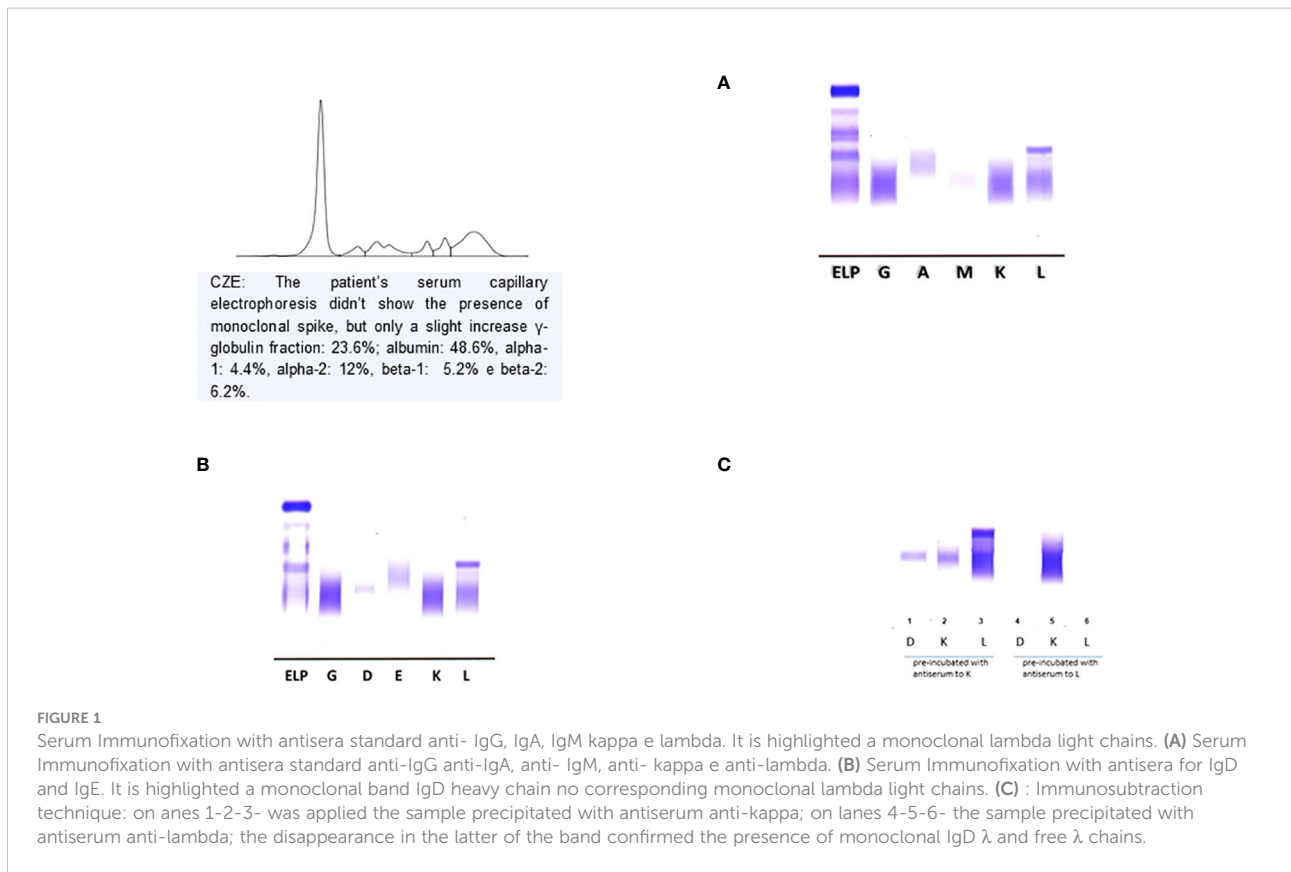 A
ELP G A M K L
CZE: The patient's serum capillary
electrophoresis didn't show the presence of
monoclonal spike, but only a slight increase γ-
globulin fraction: 23.6%; albumin: 48.6%, alpha-
1: 4.4%, alpha-2: 12%, beta-1: 5.2% e beta-2:
6.2%.
B
ELP G D E K L
C
1 2 3 4 5 6
D K L D K L
pre-incubated with
antiserum to K
pre-incubated with
antiserum to L
FIGURE 1
Serum Immunofixation with antisera standard anti- IgG, IgA, IgM kappa e lambda. It is highlighted a monoclonal lambda light chains. (A) Serum
Immunofixation with antisera standard anti-IgG anti-IgA, anti- IgM, anti- kappa e anti-lambda. (B) Serum Immunofixation with antisera for IgD
and IgE. It is highlighted a monoclonal band IgD heavy chain no corresponding monoclonal lambda light chains. (C) : Immunosubtraction
technique: on anes 1-2-3- was applied the sample precipitated with antiserum anti-kappa; on lanes 4-5-6- the sample precipitated with
antiserum anti-lambda; the disappearance in the latter of the band confirmed the presence of monoclonal IgD λ and free λ chains.